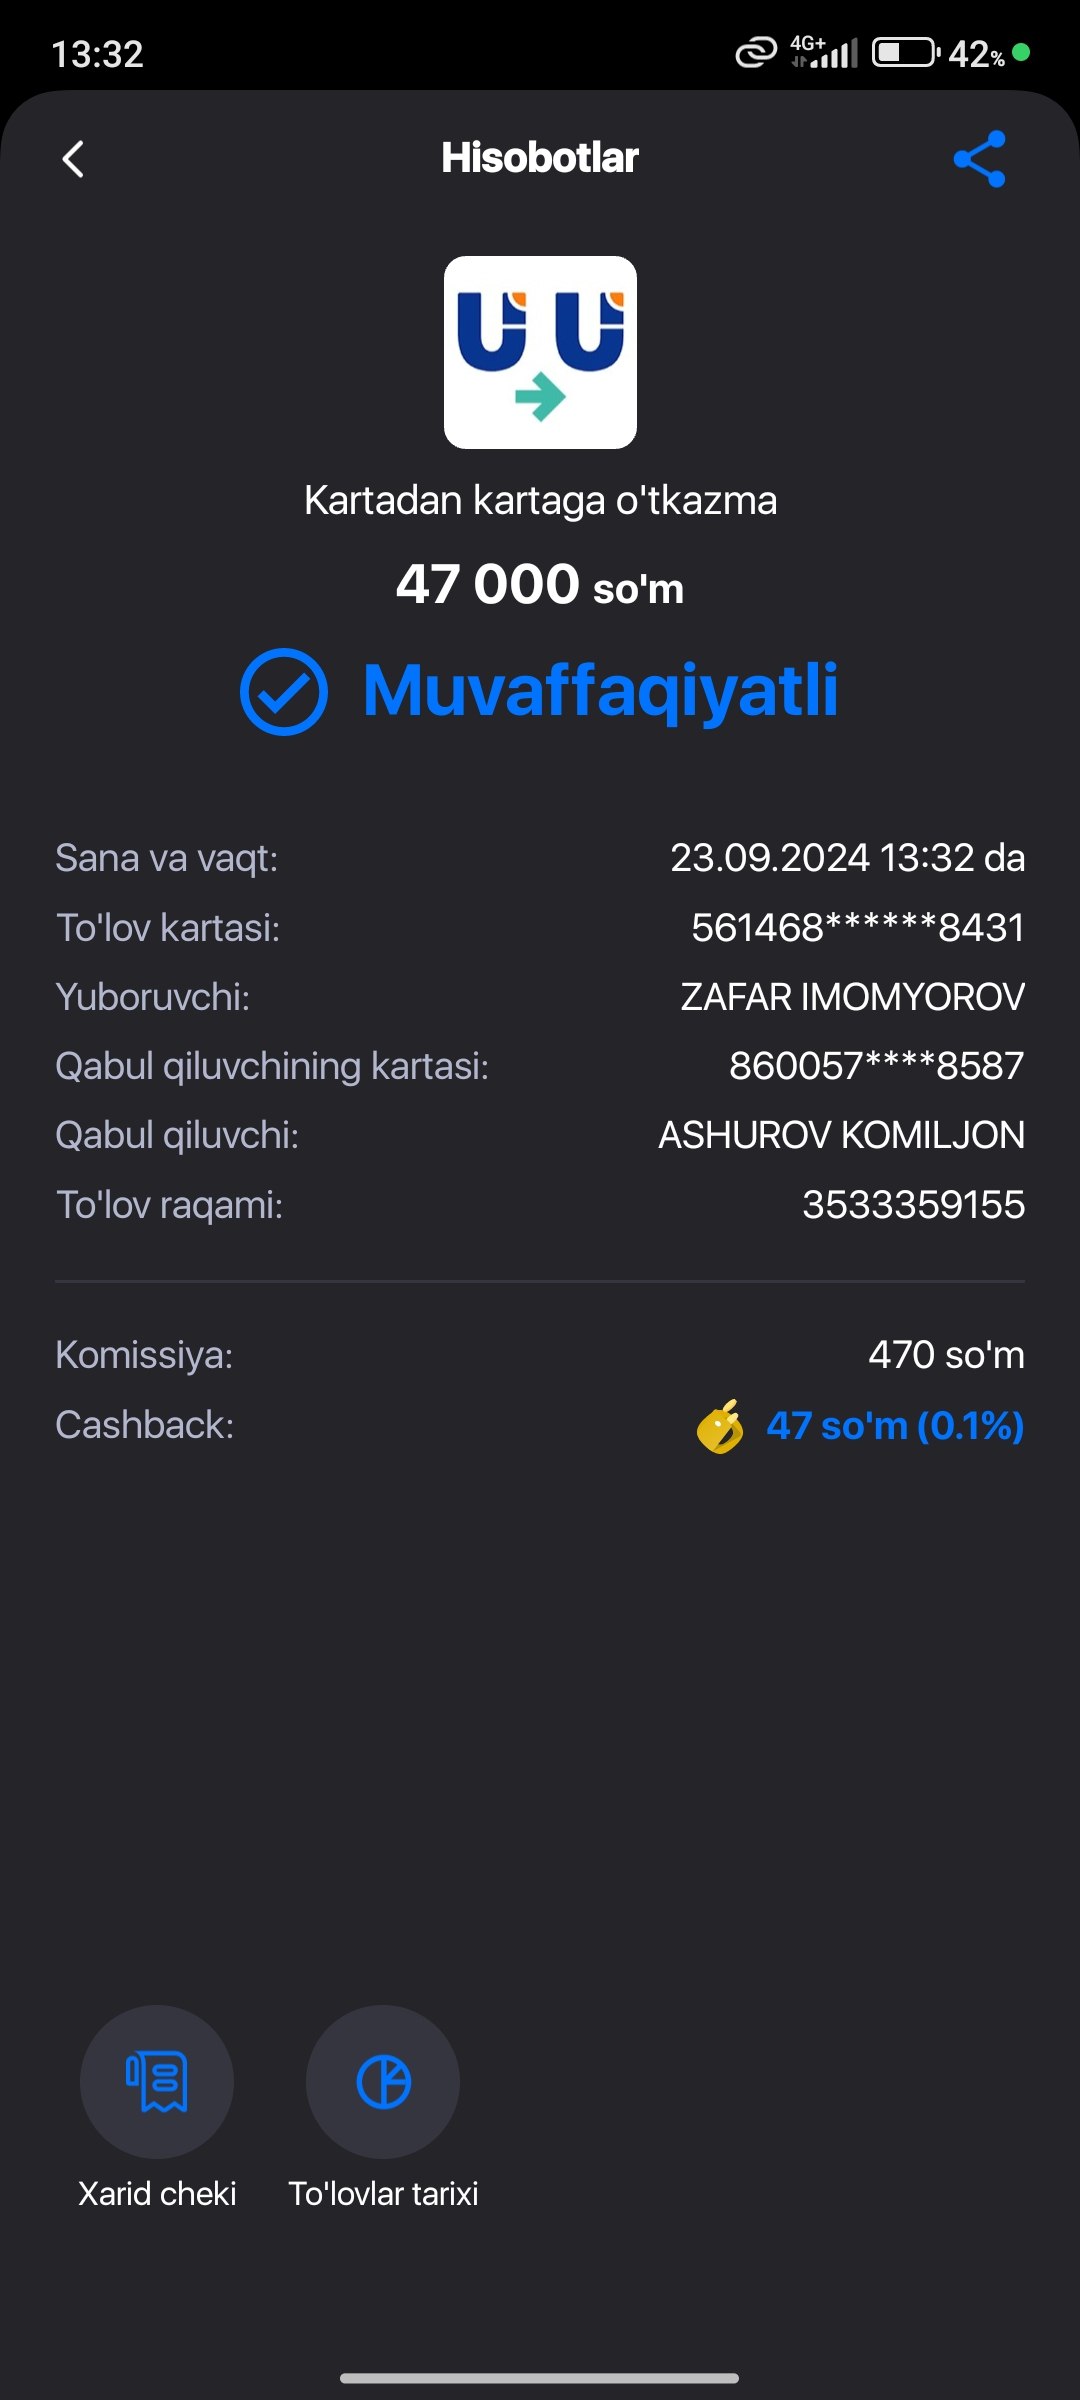 13:32
4G+ 42%
Hisobotlar
Kartadan kartaga o'tkazma
47 000 so'm
Muvaffaqiyatli
Sana va vaqt: 23.09.2024 13:32 da
To'lov kartasi: 561468******8431
Yuboruvchi: ZAFAR IMOMYOROV
Qabul qiluvchining kartasi: 860057****8587
Qabul qiluvchi: ASHUROV KOMILJON
To'lov raqami: 3533359155
Komissiya: 470 so'm
Cashback: 47 so'm (0.1%)
Xarid cheki To'lovlar tarixi